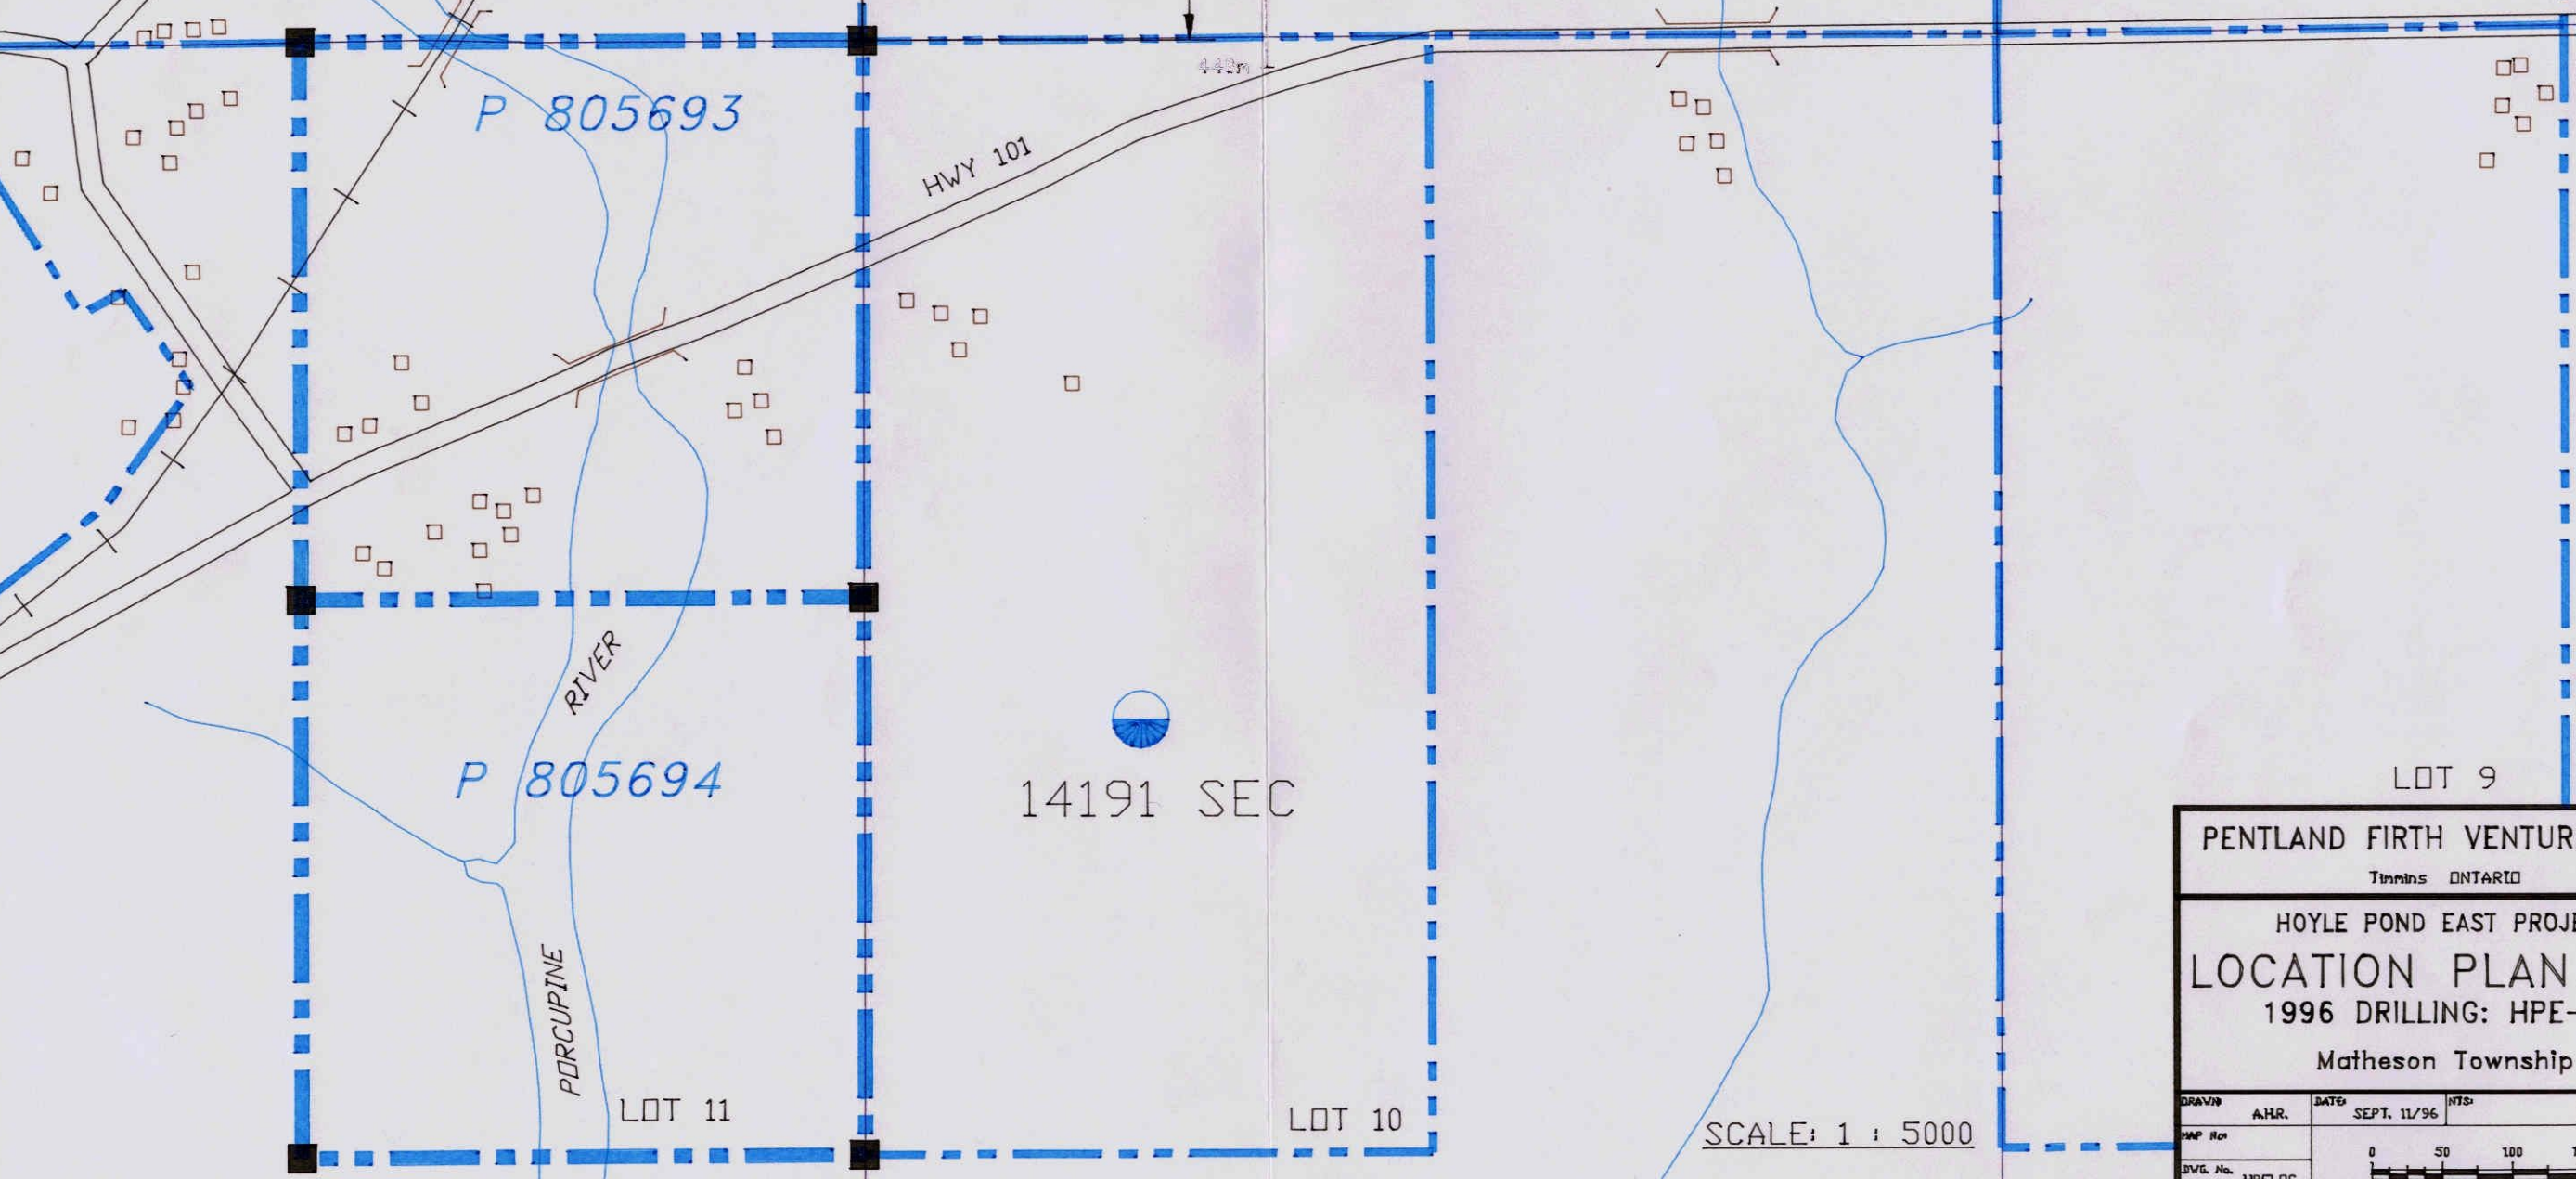 443m
P 805693
HWY 101
RIVER
P 805694
14191 SEC
LOT 9
PENTLAND FIRTH VENTUR
Timmins ONTARIO
HOYLE POND EAST PROJE
LOCATION PLAN
1996 DRILLING: HPE-
Matheson Township
PORCUPINE
LOT 11
LOT 10
SCALE: 1 : 5000
DRAWN: A.H.R. DATE: SEPT. 11/96 NTS:
MAP No:
0 50 100
DWG. No.